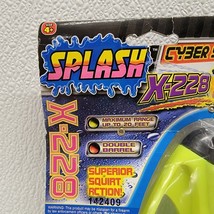 4+
SPLASH
CYBER
X-228
X-228
MAXIMUM RANGE
UP TO 20 FEET
DOUBLE
BARREL
SUPERIOR
SQUIRT
ACTION!
142409